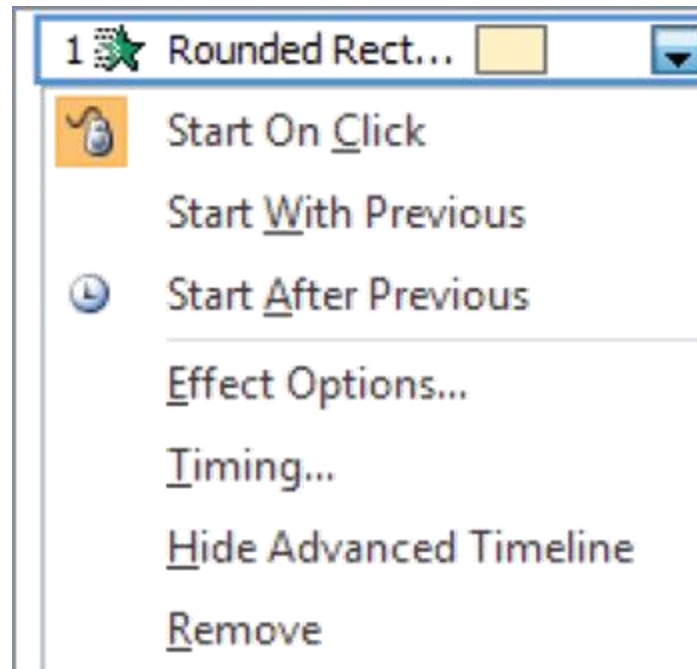 1 Rounded Rect...
Start On Click
Start With Previous
Start After Previous
Effect Options...
Timing...
Hide Advanced Timeline
Remove